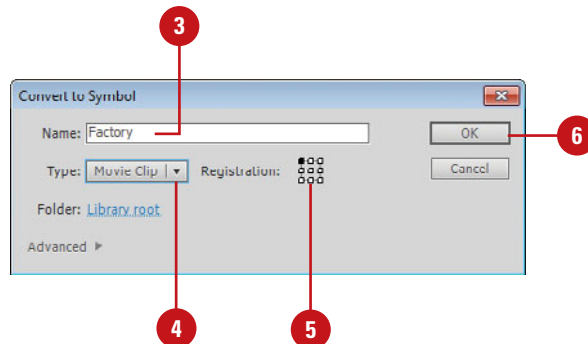 3
Convert to Symbol
Name: Factory
OK
6
Type: Movie Clip
Registration:
Cancel
Folder: Library root
Advanced
4
5